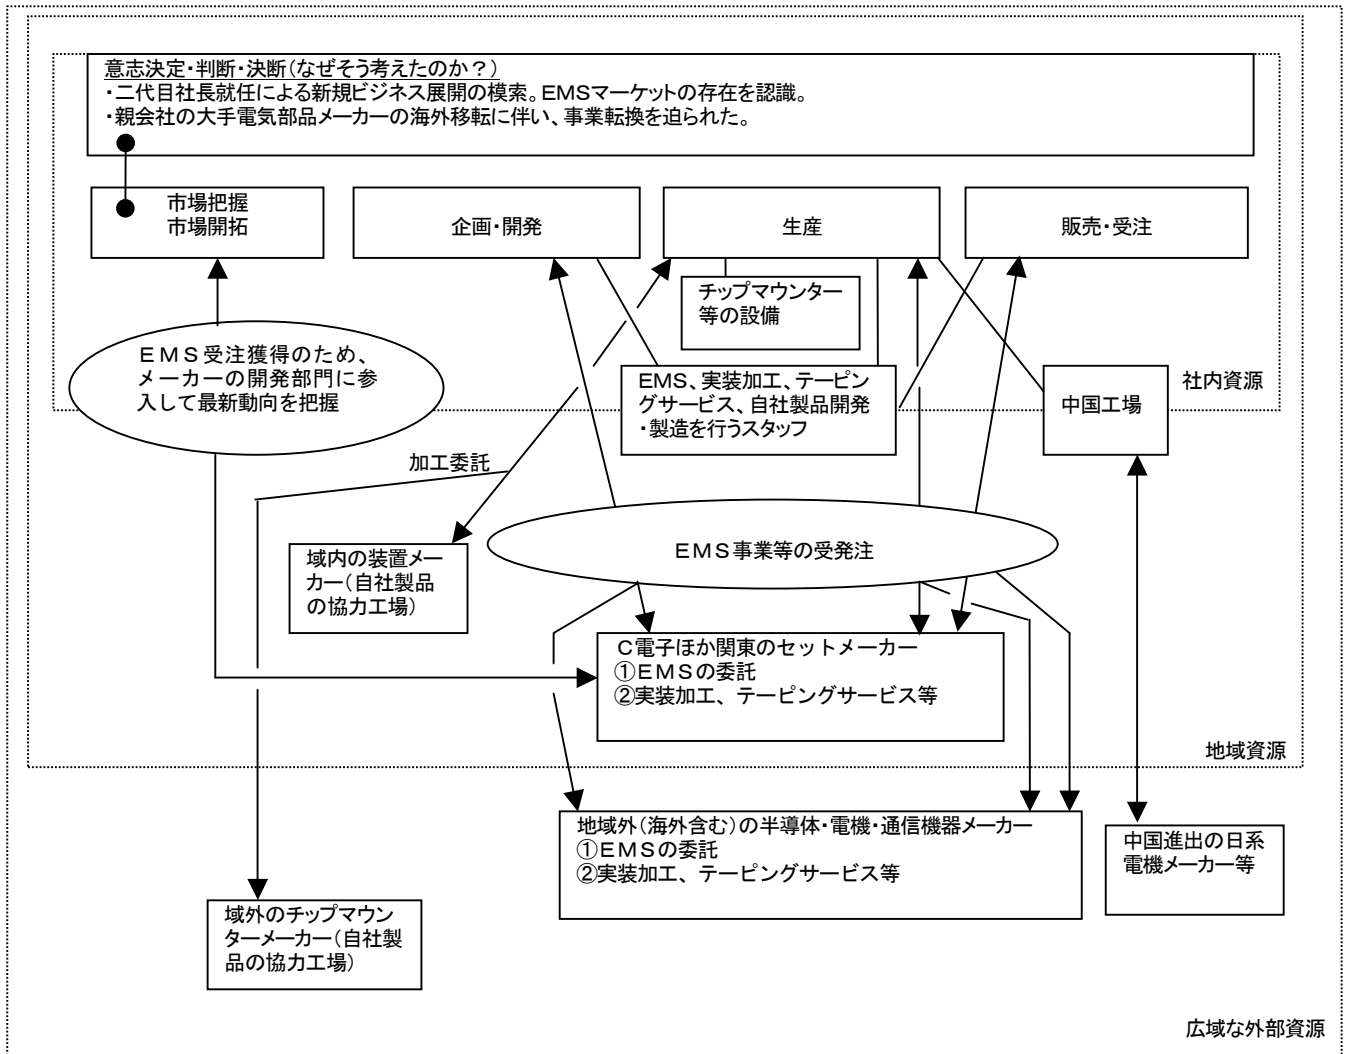 意志決定・判断・決断（なぜそう考えたのか？）
・二代目社長就任による新規ビジネス展開の模索。ＥＭＳマーケットの存在を認識。
・親会社の大手電気部品メーカーの海外移転に伴い、事業転換を迫られた。
市場把握
市場開拓
企画・開発
生産
販売・受注
チップマウンター
等の設備
ＥＭＳ受注獲得のため、
メーカーの開発部門に参
入して最新動向を把握
EMS、実装加工、テーピン
グサービス、自社製品開発
・製造を行うスタッフ
社内資源
中国工場
加工委託
ＥＭＳ事業等の受発注
域内の装置メー
カー（自社製品
の協力工場）
Ｃ電子ほか関東のセットメーカー
①ＥＭＳの委託
②実装加工、テーピングサービス等
地域資源
地域外（海外含む）の半導体・電機・通信機器メーカー
①ＥＭＳの委託
②実装加工、テーピングサービス等
中国進出の日系
電機メーカー等
域外のチップマウン
ターメーカー（自社製
品の協力工場）
広域な外部資源